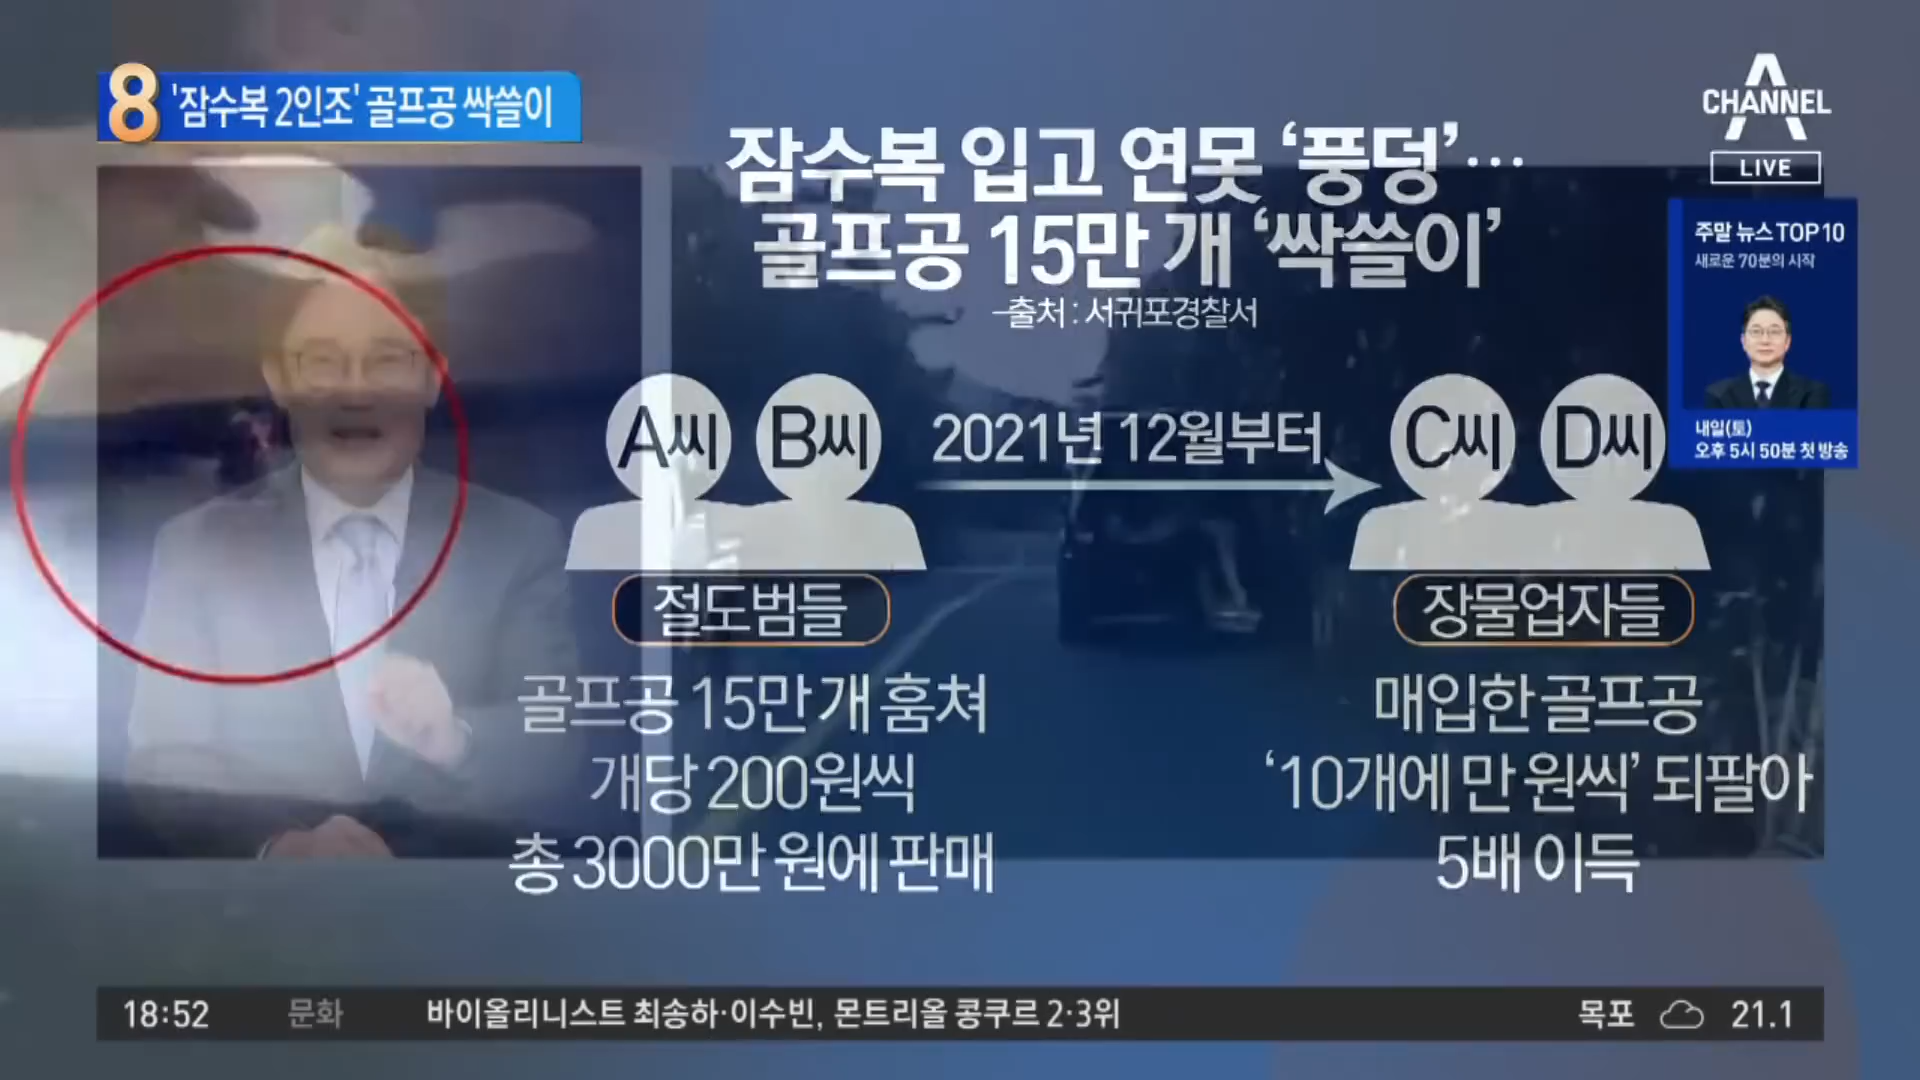 8 '잠수복 2인조' 골프공 싹쓸이
CHANNEL A
LIVE
잠수복 입고 연못 ‘풍덩’…
골프공 15만 개 ‘싹쓸이’
-출처 : 서귀포경찰서
주말 뉴스 TOP 10
새로운 70분의 시작
내일(토)
오후 5시 50분 첫 방송
A씨 B씨
2021년 12월부터
C씨 D씨
절도범들
장물업자들
골프공 15만 개 훔쳐
개당 200원씩
총 3000만 원에 판매
매입한 골프공
‘10개에 만 원씩’ 되팔아
5배 이득
18:52 문화 바이올리니스트 최송하·이수빈, 몬트리올 콩쿠르 2·3위 목포 21.1